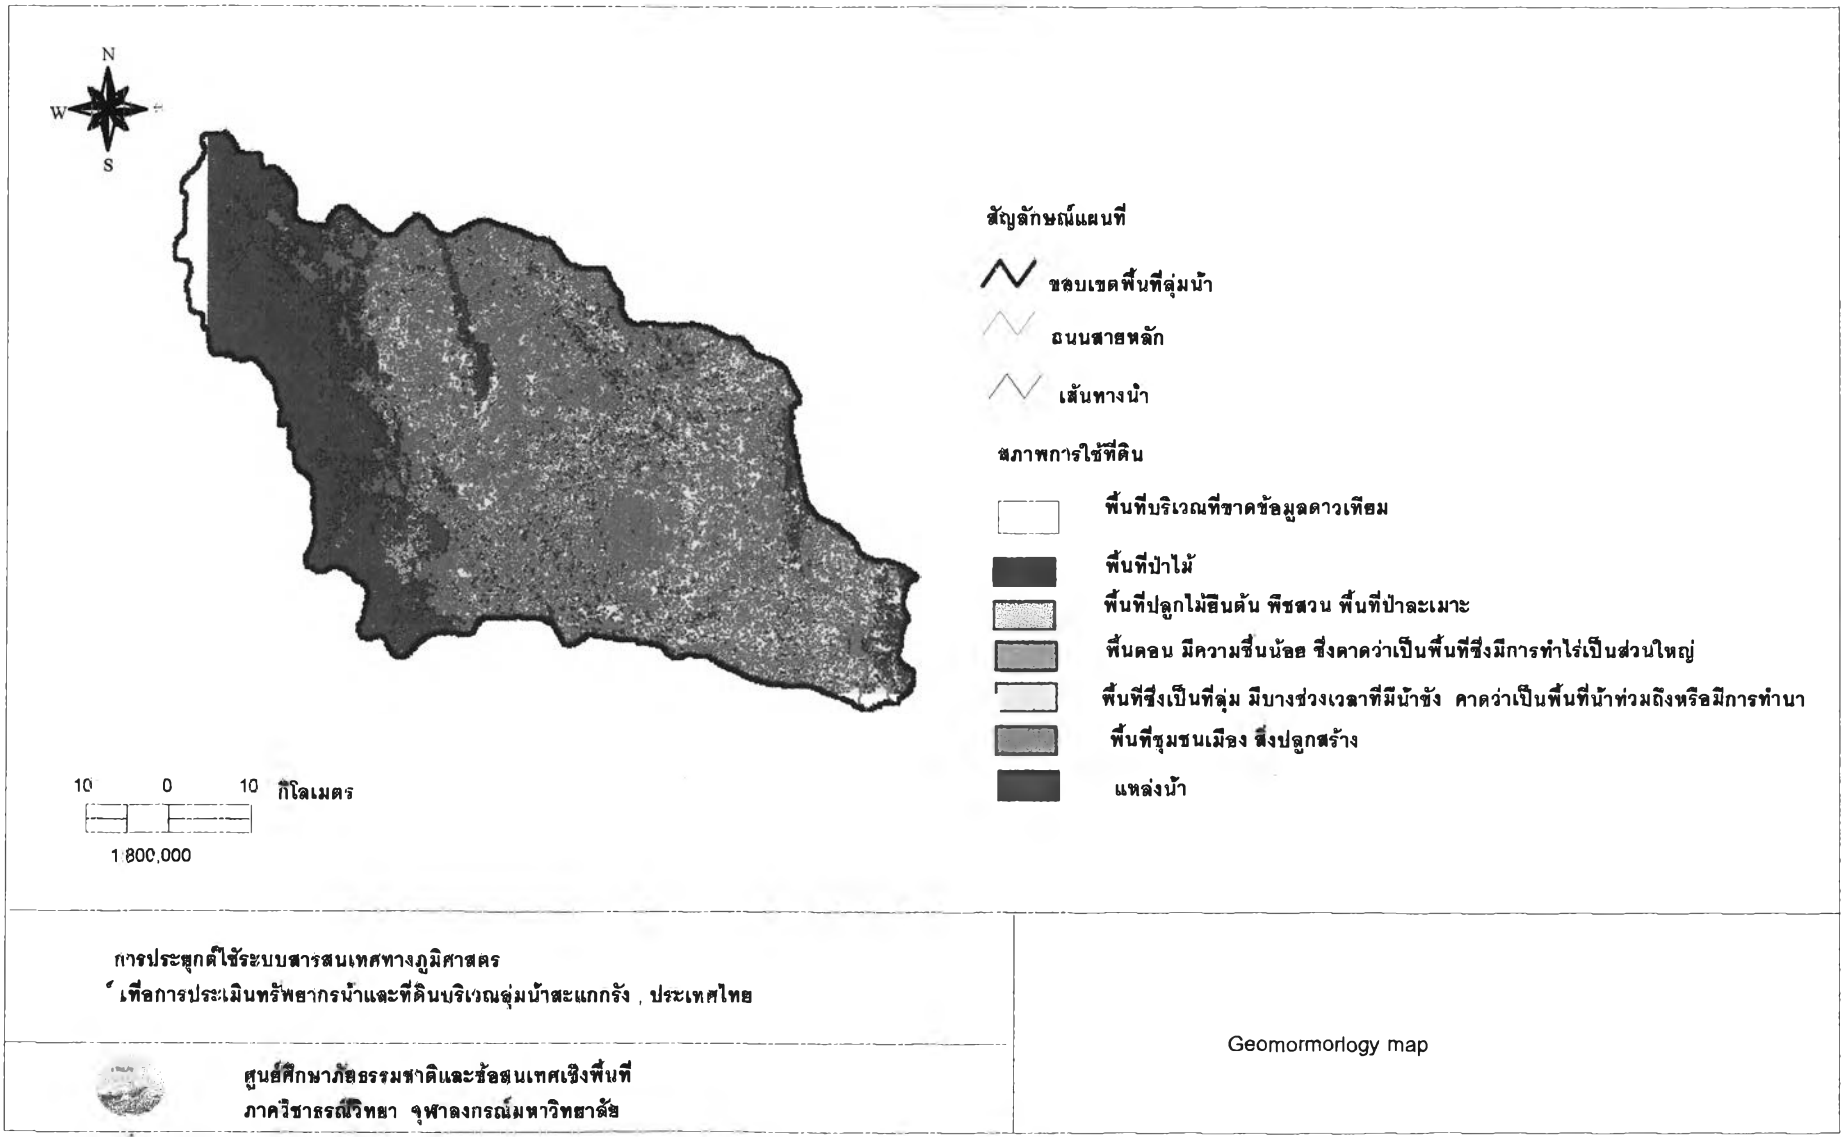 N
W
S
สัญลักษณ์แผนที่
ขอบเขตพื้นที่ลุ่มน้ำ
ถนนสายหลัก
เส้นทางน้ำ
สภาพการใช้ที่ดิน
พื้นที่บริเวณที่ขาดข้อมูลดาวเทียม
พื้นที่ป่าไม้
พื้นที่ปลูกไม้ยืนต้น พืชสวน พื้นที่ป่าละเมาะ
พื้นดอน มีความชื้นน้อย ซึ่งคาดว่าเป็นพื้นที่ซึ่งมีการทำไร่เป็นส่วนใหญ่
พื้นที่ซึ่งเป็นที่ลุ่ม มีบางช่วงเวลาที่มีน้ำขัง คาดว่าเป็นพื้นที่น้ำท่วมถึงหรือมีการทำนา
พื้นที่ชุมชนเมือง สิ่งปลูกสร้าง
แหล่งน้ำ
10 0 10 กิโลเมตร
1:800,000
การประยุกต์ใช้ระบบสารสนเทศทางภูมิศาสตร
์เพื่อการประเมินทรัพยากรน้ำและที่ดินบริเวณลุ่มน้ำสะแกกรัง , ประเทศไทย
ศูนย์ศึกษาภัยธรรมชาติและข้อสนเทศเชิงพื้นที่
ภาควิชาธรณีวิทยา จุฬาลงกรณ์มหาวิทยาลัย
Geomormorlogy map